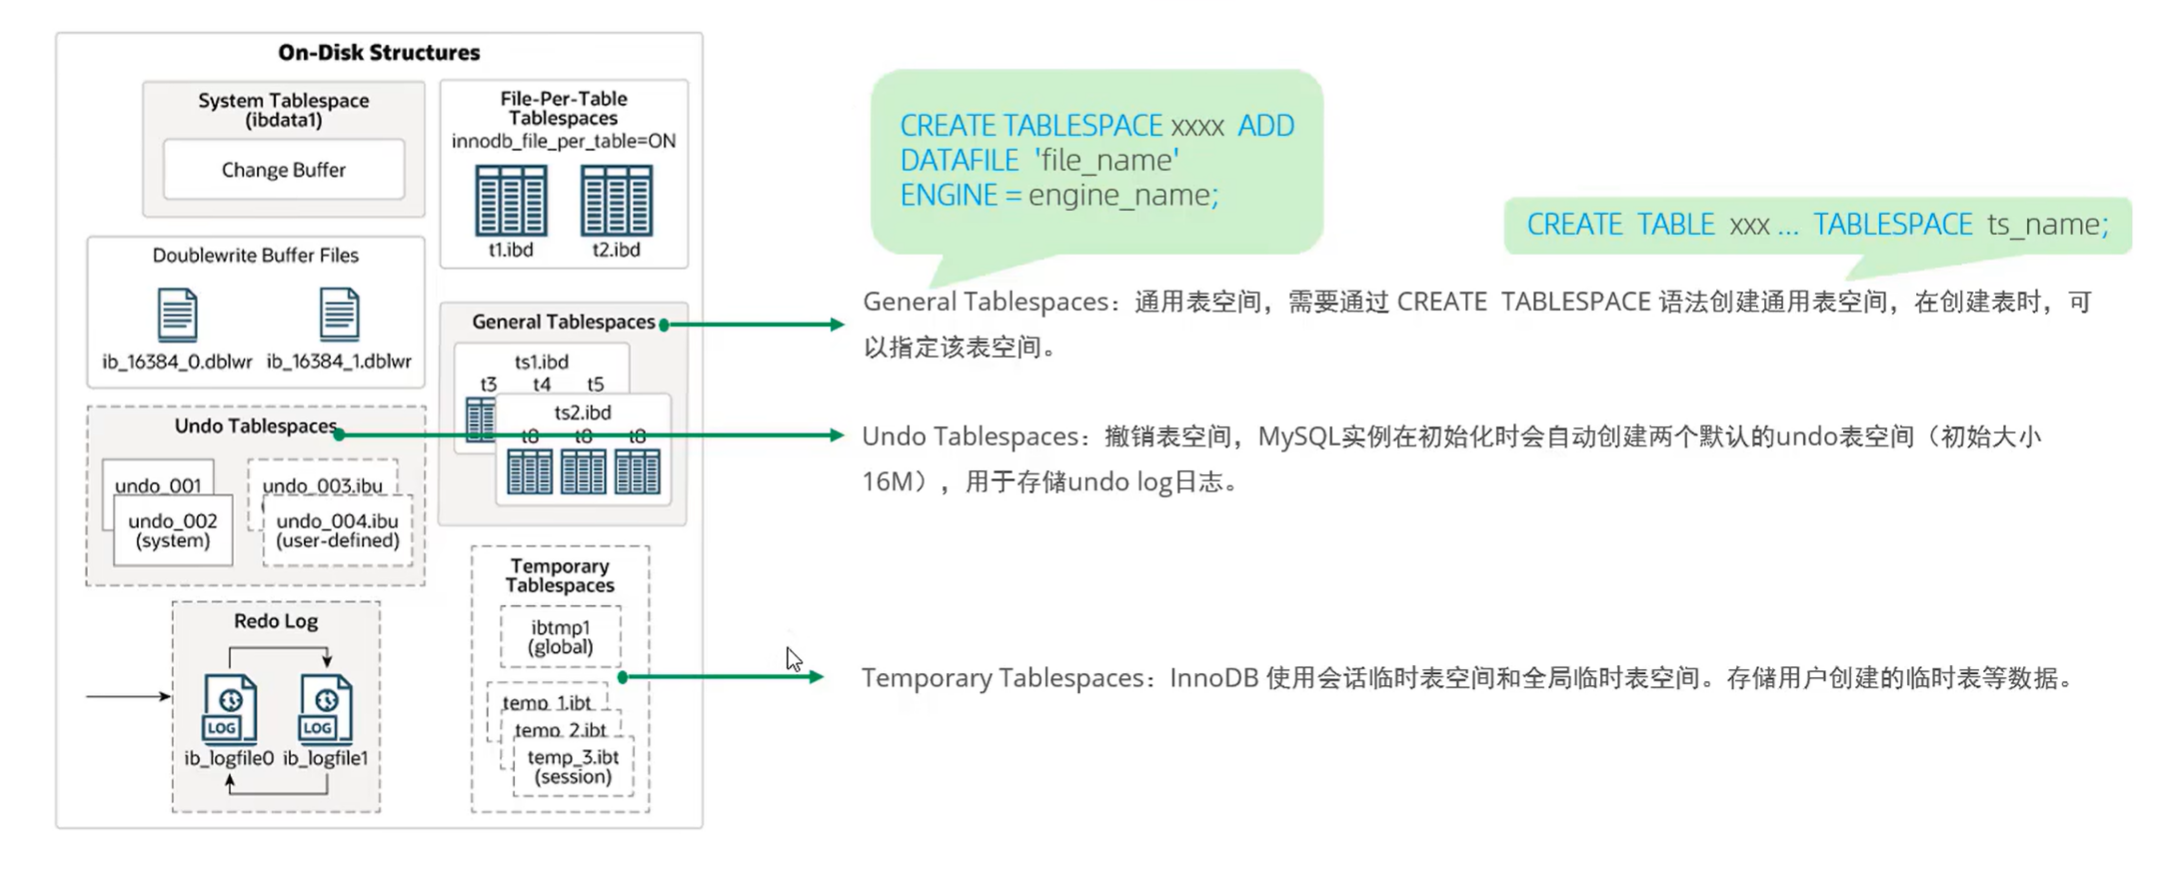 On-Disk Structures
System Tablespace
(ibdata1)
Change Buffer
File-Per-Table
Tablespaces
innodb_file_per_table=ON
t1.ibd
t2.ibd
Doublewrite Buffer Files
ib_16384_0.dblwr
ib_16384_1.dblwr
General Tablespaces
ts1.ibd
t3 t4 t5
ts2.ibd
t8 t8
Undo Tablespaces
undo_001
undo_002
(system)
undo_003.ibu
undo_004.ibu
(user-defined)
Temporary
Tablespaces
ibtmp1
(global)
temp_1.ibt
temp_2.ibt
temp_3.ibt
(session)
Redo Log
LOG
LOG
ib_logfile0
ib_logfile1
CREATE TABLESPACE xxxx ADD
DATAFILE 'file_name'
ENGINE = engine_name;
CREATE TABLE xxx ... TABLESPACE ts_name;
General Tablespaces：通用表空间，需要通过 CREATE TABLESPACE 语法创建通用表空间，在创建表时，可
以指定该表空间。
Undo Tablespaces：撤销表空间，MySQL实例在初始化时会自动创建两个默认的undo表空间（初始大小
16M），用于存储undo log日志。
Temporary Tablespaces：InnoDB 使用会话临时表空间和全局临时表空间。存储用户创建的临时表等数据。